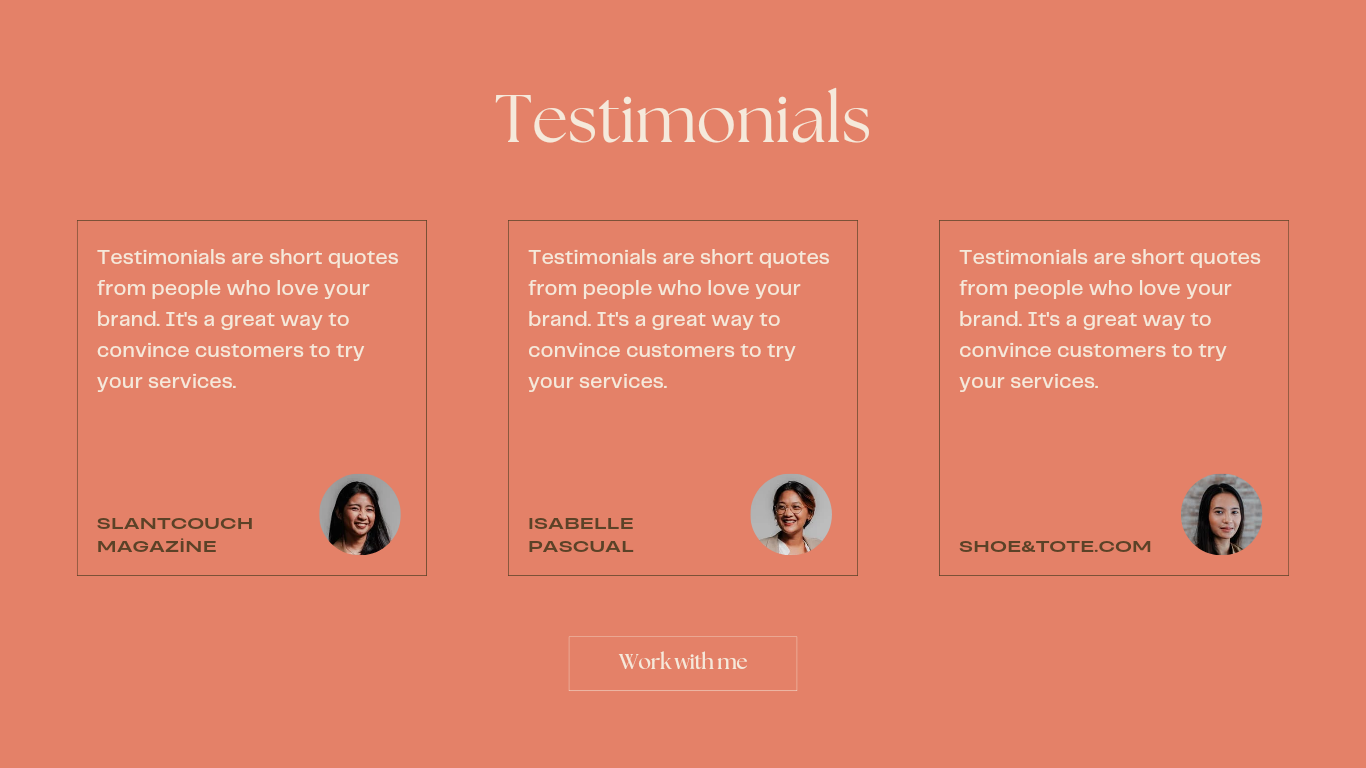 Testimonials
Testimonials are short quotes
from people who love your
brand. It's a great way to
convince customers to try
your services.
SLANTCOUCH
MAGAZİNE
Testimonials are short quotes
from people who love your
brand. It's a great way to
convince customers to try
your services.
ISABELLE
PASCUAL
Testimonials are short quotes
from people who love your
brand. It's a great way to
convince customers to try
your services.
SHOE&TOTE.COM
Work with me